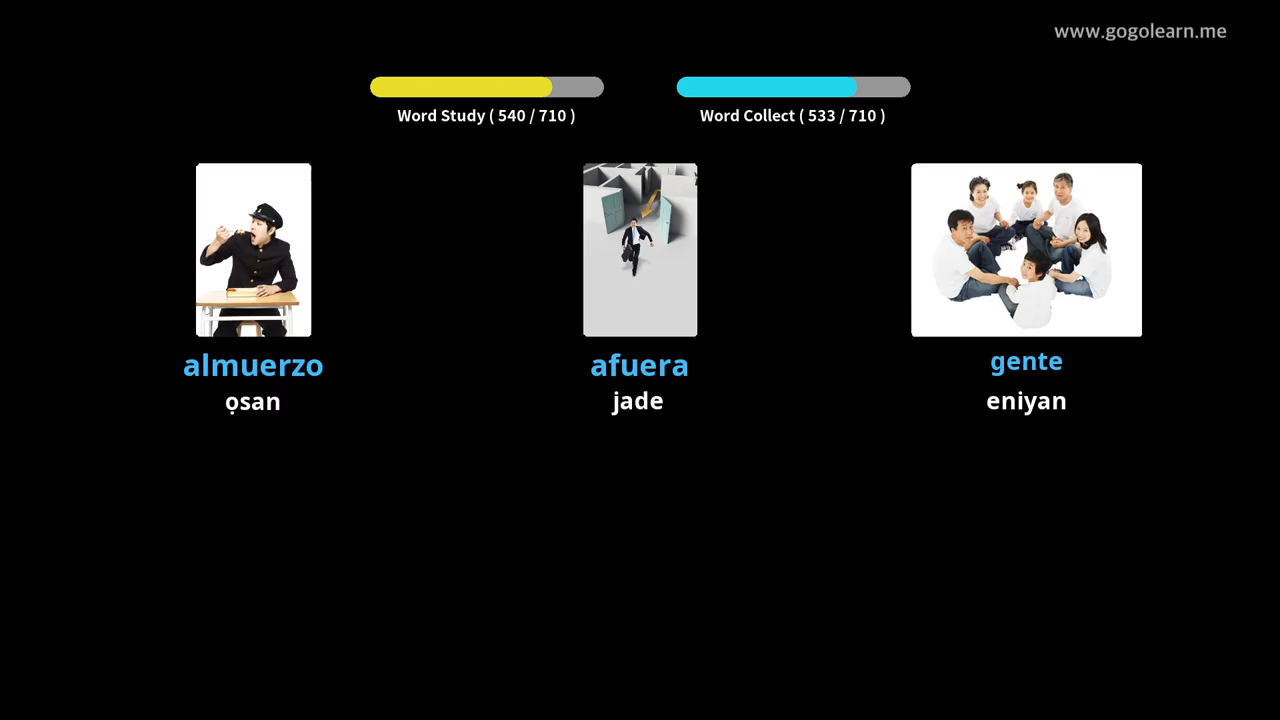 www.gogolearn.me
Word Study ( 540 / 710 )
Word Collect ( 533 / 710 )
almuerzo
ọsan
afuera
jade
gente
eniyan